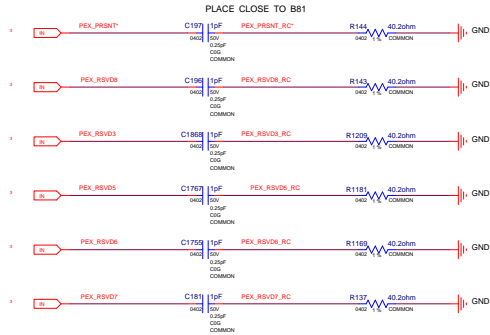 PLACE CLOSE TO B81
3 IN PEX_PRSNT* C197 1pF PEX_PRSNT_RC* R144 40.2ohm GND
0402 50V 0402 1 % COMMON
0.25pF
C0G
COMMON
3 IN PEX_RSVD8 C196 1pF PEX_RSVD8_RC R143 40.2ohm GND
0402 50V 0402 1 % COMMON
0.25pF
C0G
COMMON
3 IN PEX_RSVD3 C1868 1pF PEX_RSVD3_RC R1209 40.2ohm GND
0402 50V 0402 1 % COMMON
0.25pF
C0G
COMMON
3 IN PEX_RSVD5 C1767 1pF PEX_RSVD5_RC R1181 40.2ohm GND
0402 50V 0402 1 % COMMON
0.25pF
C0G
COMMON
3 IN PEX_RSVD6 C1755 1pF PEX_RSVD6_RC R1169 40.2ohm GND
0402 50V 0402 1 % COMMON
0.25pF
C0G
COMMON
3 IN PEX_RSVD7 C181 1pF PEX_RSVD7_RC R137 40.2ohm GND
0402 50V 0402 1 % COMMON
0.25pF
C0G
COMMON